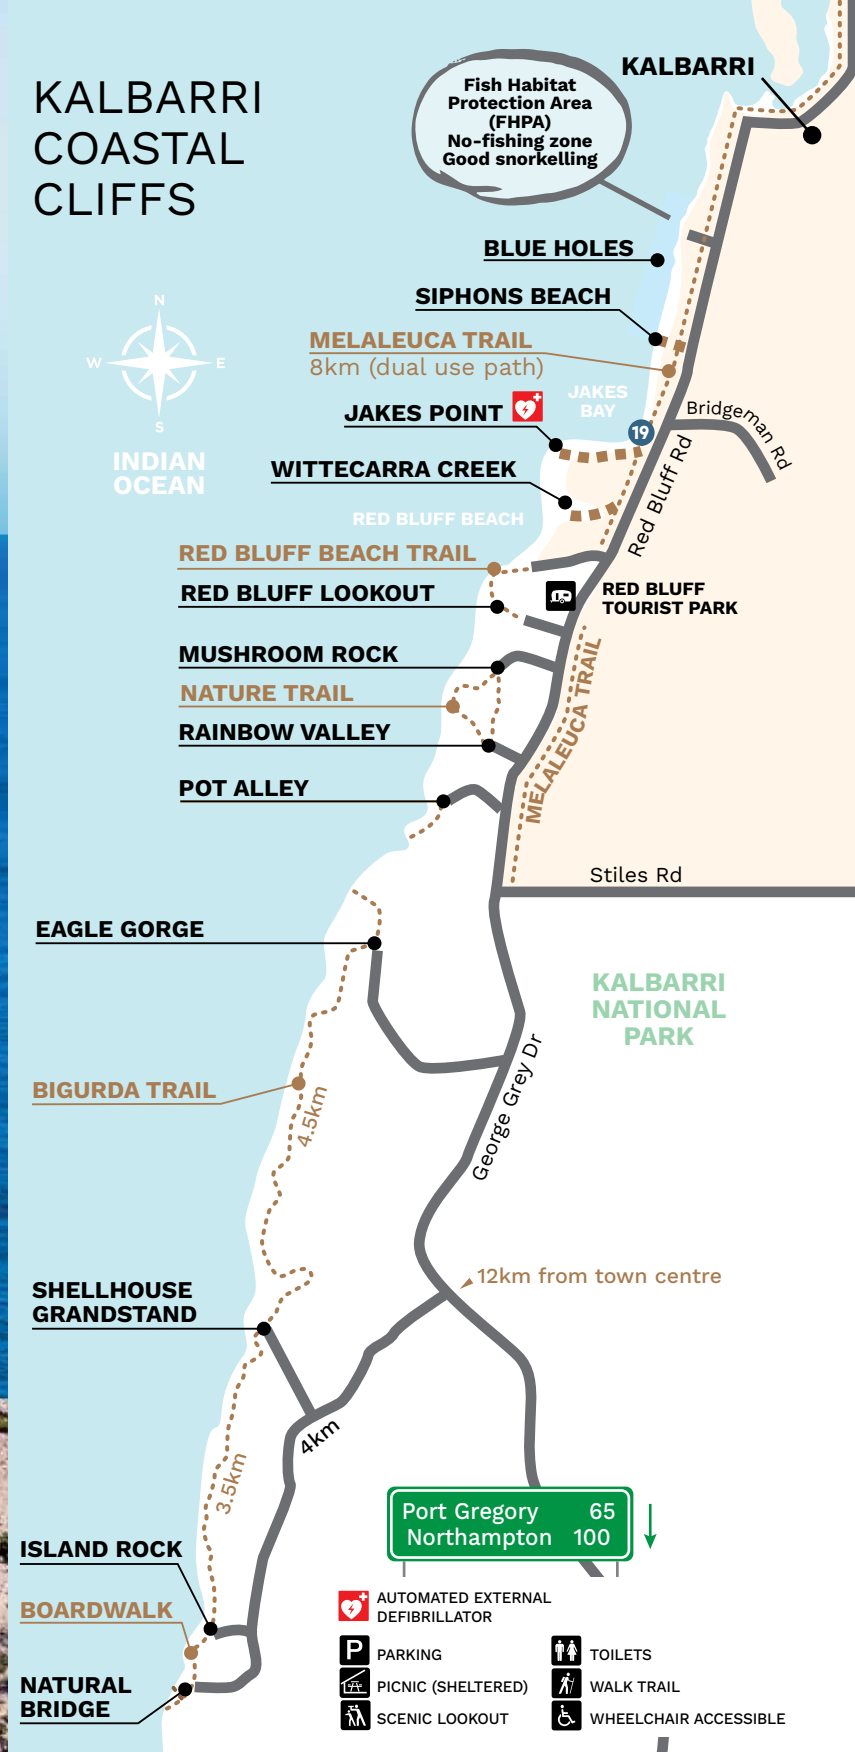 KALBARRI
COASTAL
CLIFFS
KALBARRI
Fish Habitat
Protection Area
(FHPA)
No-fishing zone
Good snorkelling
BLUE HOLES
SIPHONS BEACH
N
W
E
S
MELALEUCA TRAIL
8km (dual use path)
JAKES
BAY
JAKES POINT
19
Bridgeman Rd
INDIAN
OCEAN
WITTECARRA CREEK
Red Bluff Rd
RED BLUFF BEACH
RED BLUFF BEACH TRAIL
RED BLUFF LOOKOUT
RED BLUFF
TOURIST PARK
MUSHROOM ROCK
NATURE TRAIL
MELALEUCA TRAIL
RAINBOW VALLEY
POT ALLEY
Stiles Rd
EAGLE GORGE
KALBARRI
NATIONAL
PARK
George Grey Dr
BIGURDA TRAIL
4.5km
12km from town centre
SHELLHOUSE
GRANDSTAND
4km
3.5km
Port Gregory 65
Northampton 100
ISLAND ROCK
BOARDWALK
NATURAL
BRIDGE
AUTOMATED EXTERNAL
DEFIBRILLATOR
P PARKING
TOILETS
PICNIC (SHELTERED)
WALK TRAIL
SCENIC LOOKOUT
WHEELCHAIR ACCESSIBLE